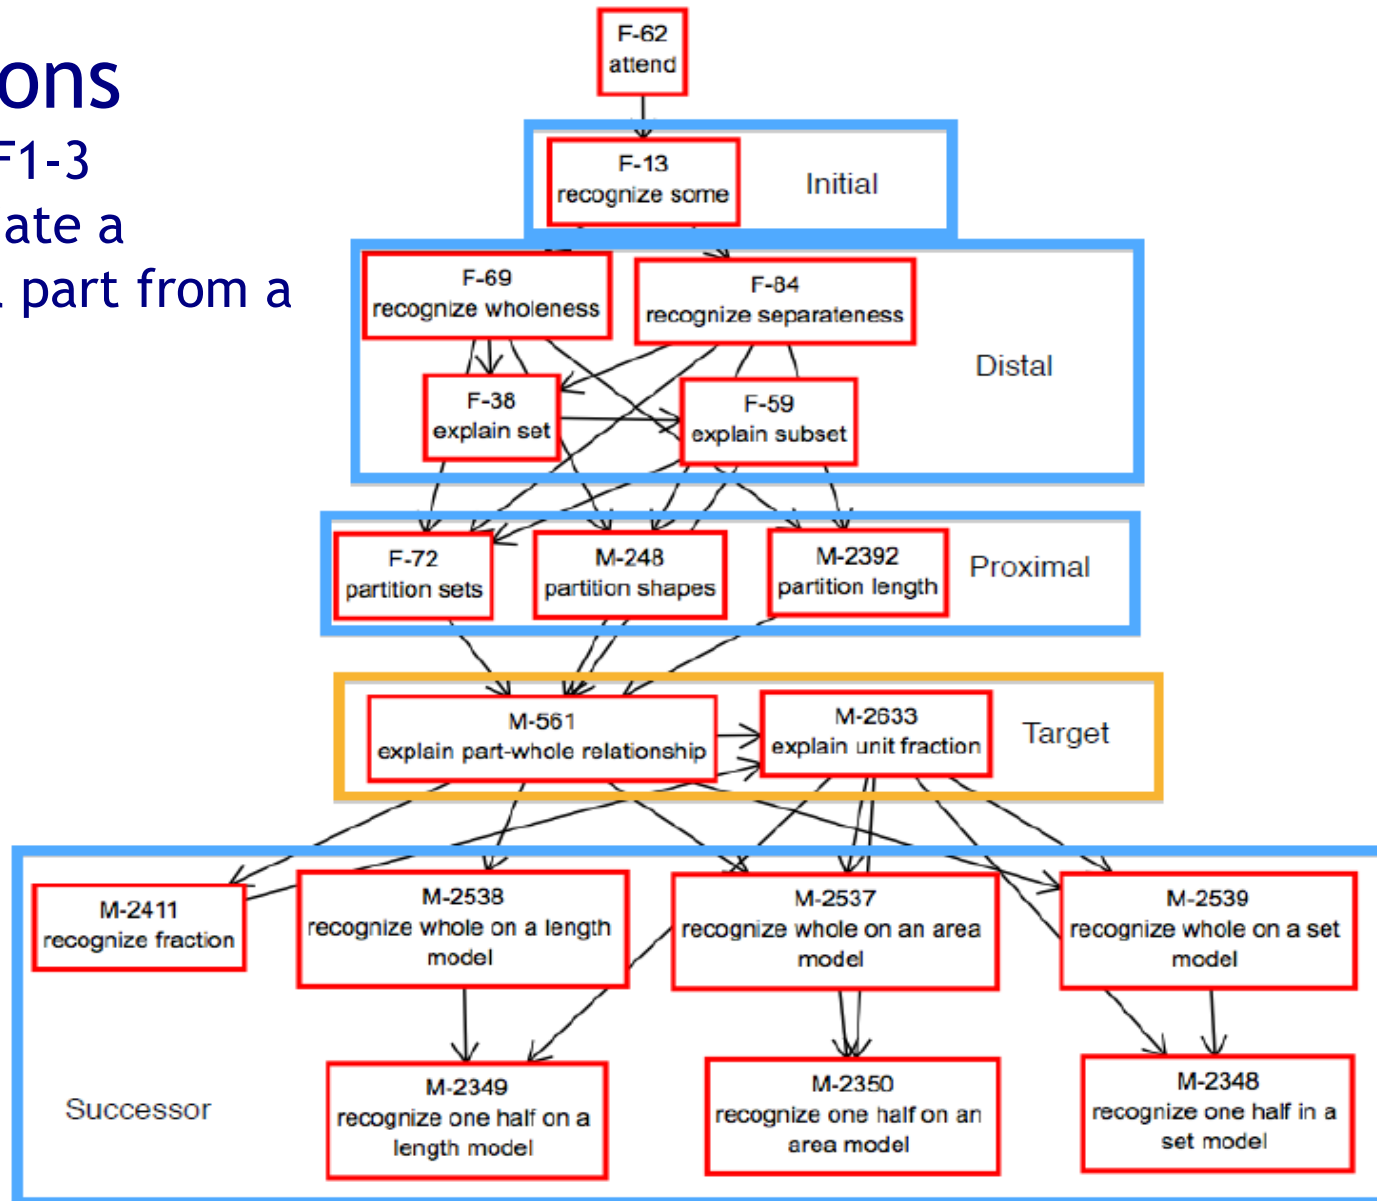 ons
F1-3
ate a
part from a
F-62
attend
F-13
recognize some
Initial
F-69
recognize wholeness
F-84
recognize separateness
Distal
F-38
explain set
F-59
explain subset
F-72
partition sets
M-248
partition shapes
M-2392
partition length
Proximal
M-561
explain part-whole relationship
M-2633
explain unit fraction
Target
M-2411
recognize fraction
M-2538
recognize whole on a length
model
M-2537
recognize whole on an area
model
M-2539
recognize whole on a set
model
Successor
M-2349
recognize one half on a
length model
M-2350
recognize one half on an
area model
M-2348
recognize one half in a
set model